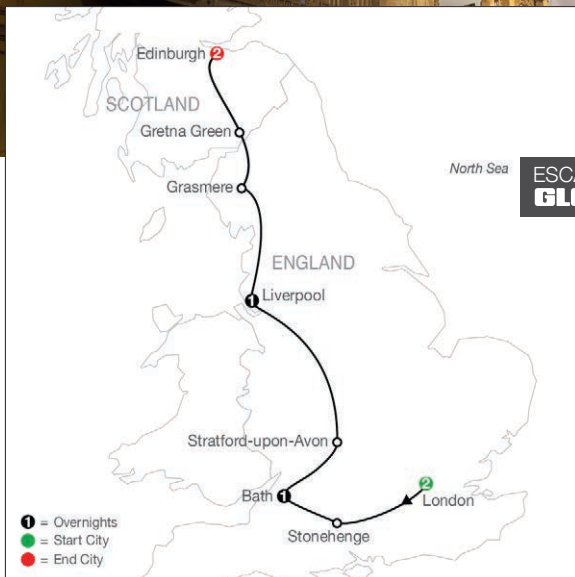 Edinburgh 2
SCOTLAND
Gretna Green
North Sea
Grasmere
ENGLAND
1 Liverpool
Stratford-upon-Avon
Bath 1
2
London
Stonehenge
1 = Overnights
= Start City
= End City